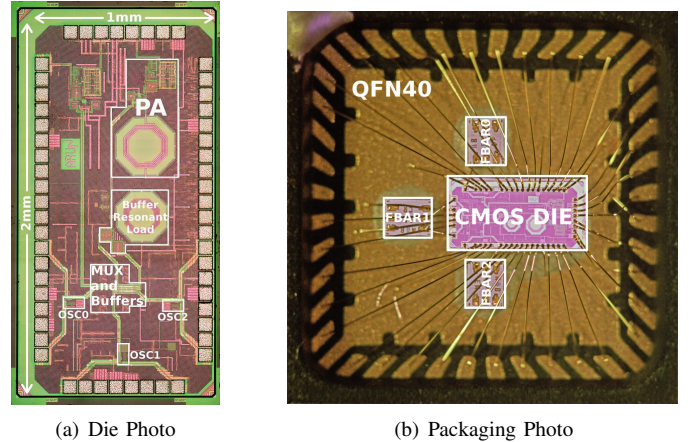 1mm
PA
2mm
Buffer
Resonant
Load
MUX
and
Buffers
OSC0
OSC2
OSC1
(a) Die Photo
QFN40
FBAR0
FBAR1
CMOS DIE
FBAR2
(b) Packaging Photo